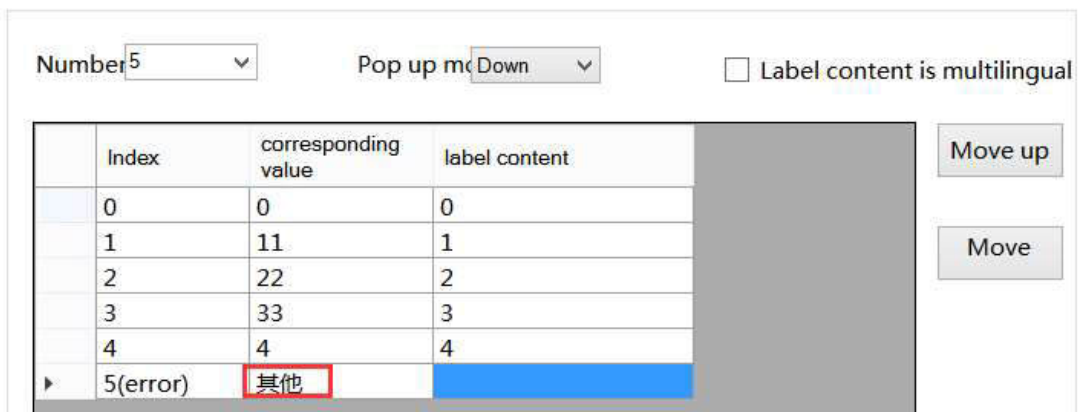 Number 5 Pop up mo Down Label content is multilingual
Index corresponding value label content Move up
0 0 0
1 11 1 Move
2 22 2
3 33 3
4 4 4
5(error) 其他